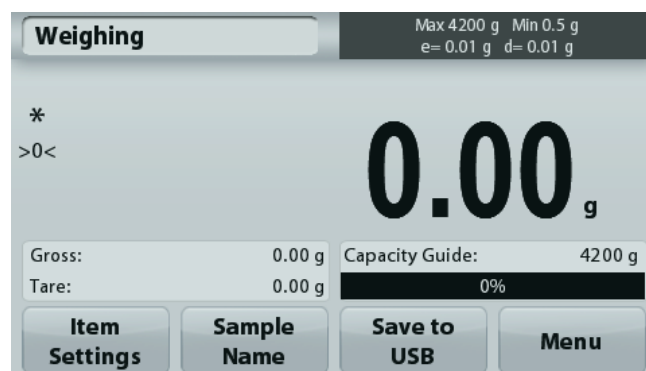 Weighing
Max 4200 g Min 0.5 g
e= 0.01 g d= 0.01 g
*
>0<
0.00 g
Gross: 0.00 g
Tare: 0.00 g
Capacity Guide: 4200 g
0%
Item
Settings
Sample
Name
Save to
USB
Menu